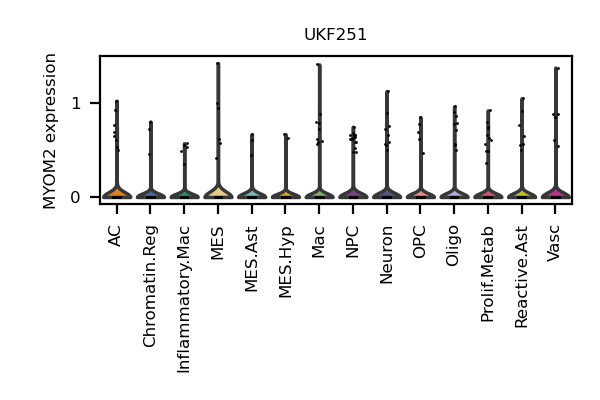 UKF251
MYOM2 expression
1
0
AC
Chromatin.Reg
Inflammatory.Mac
MES
MES.Ast
MES.Hyp
Mac
NPC
Neuron
OPC
Oligo
Prolif.Metab
Reactive.Ast
Vasc